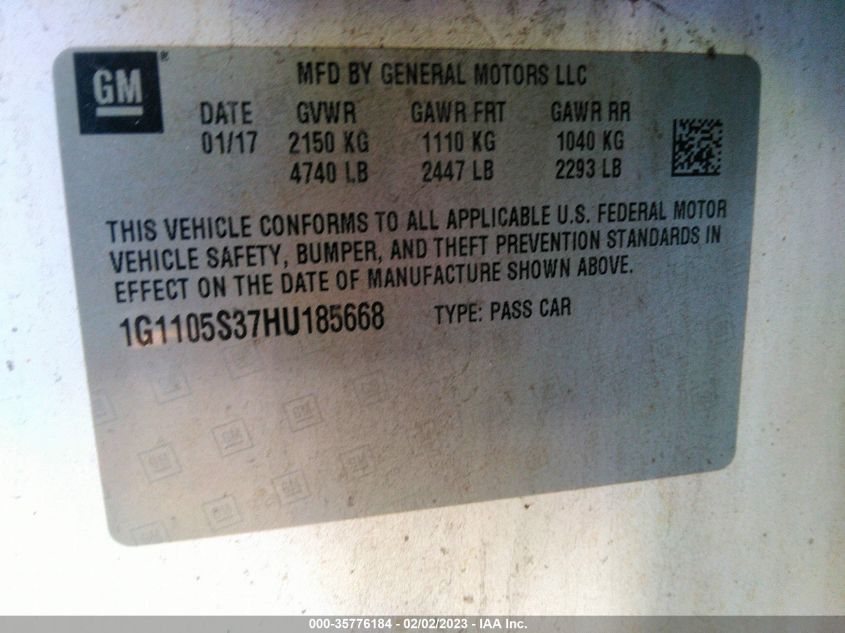 GM
MFD BY GENERAL MOTORS LLC
DATE GVWR GAWR FRT GAWR RR
01/17 2150 KG 1110 KG 1040 KG
4740 LB 2447 LB 2293 LB
THIS VEHICLE CONFORMS TO ALL APPLICABLE U.S. FEDERAL MOTOR
VEHICLE SAFETY, BUMPER, AND THEFT PREVENTION STANDARDS IN
EFFECT ON THE DATE OF MANUFACTURE SHOWN ABOVE.
1G1105S37HU185668 TYPE: PASS CAR
000-35776184 - 02/02/2023 - IAA Inc.